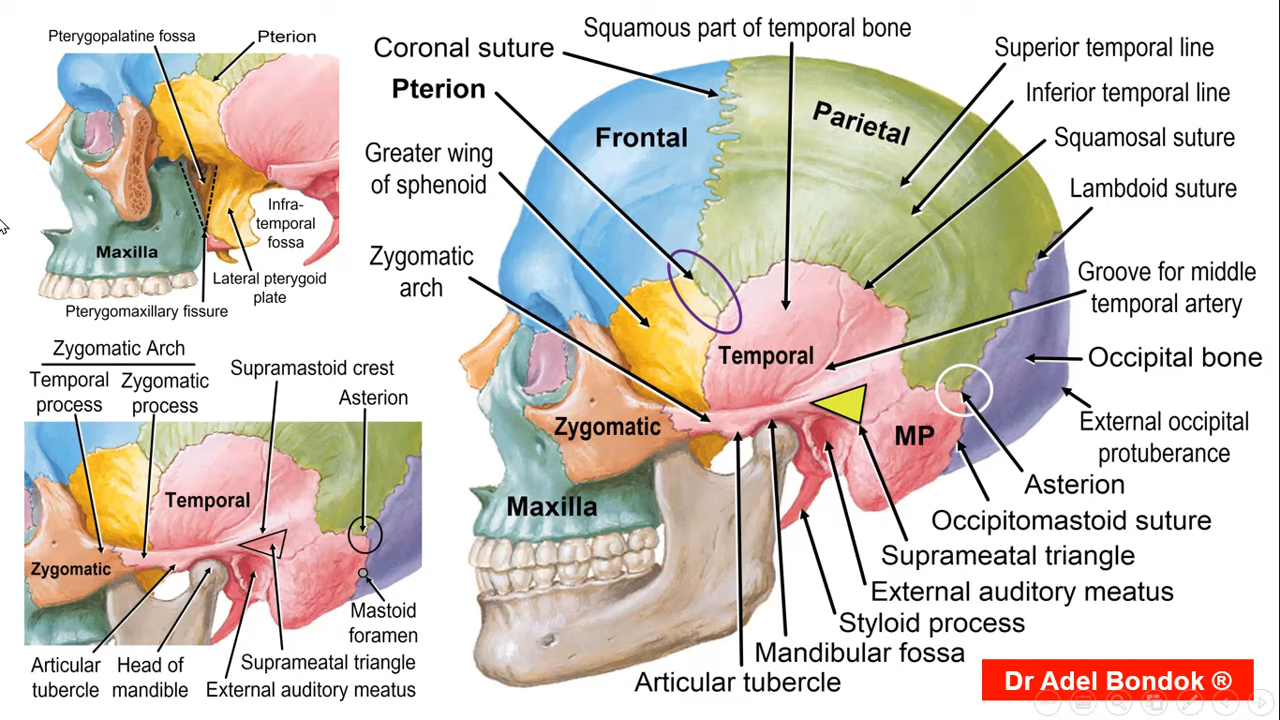 Pterygopalatine fossa
Pterion
Maxilla
Infra-
temporal
fossa
Lateral pterygoid
plate
Pterygomaxillary fissure
Zygomatic Arch
Temporal
process
Zygomatic
process
Supramastoid crest
Asterion
Temporal
Zygomatic
Mastoid
foramen
Articular
tubercle
Head of
mandible
Suprameatal triangle
External auditory meatus
Squamous part of temporal bone
Coronal suture
Pterion
Greater wing
of sphenoid
Zygomatic
arch
Frontal
Parietal
Temporal
Zygomatic
Maxilla
MP
Superior temporal line
Inferior temporal line
Squamosal suture
Lambdoid suture
Groove for middle
temporal artery
Occipital bone
External occipital
protuberance
Asterion
Occipitomastoid suture
Suprameatal triangle
External auditory meatus
Styloid process
Mandibular fossa
Articular tubercle
Dr Adel Bondok ®